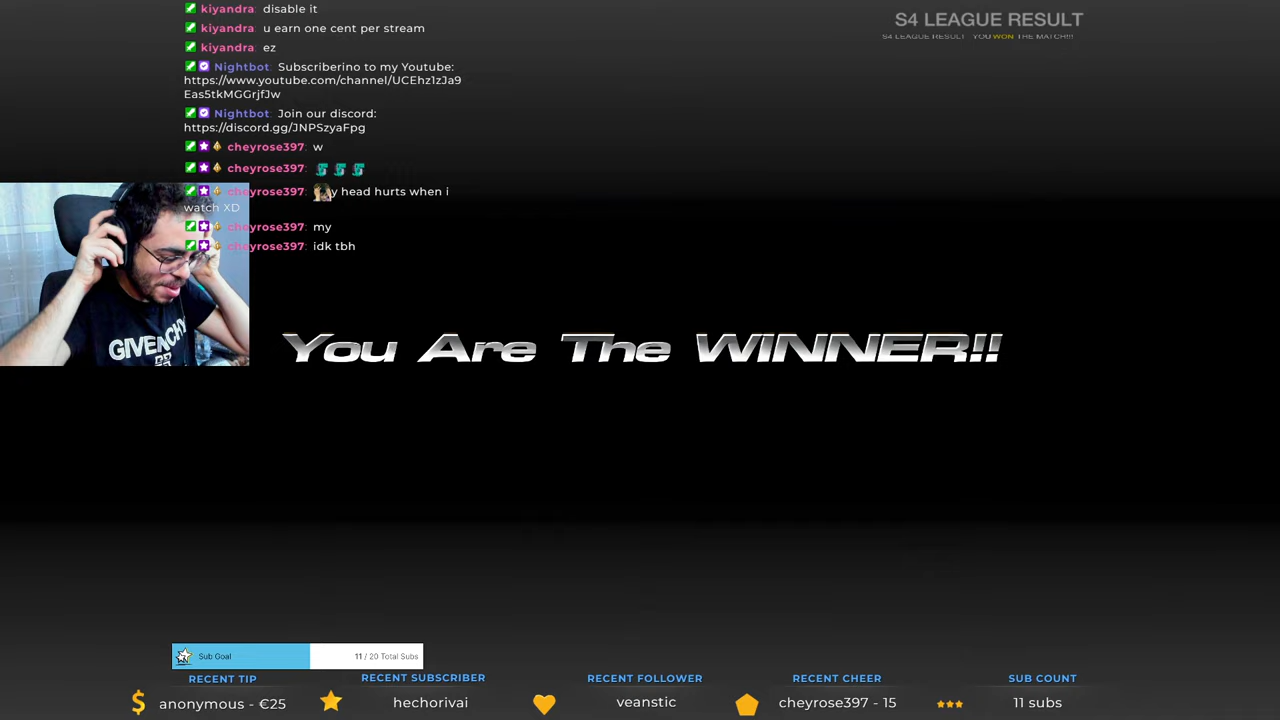 kiyandra: disable it
kiyandra: u earn one cent per stream
kiyandra: ez
Nightbot: Subscriberino to my Youtube:
https://www.youtube.com/channel/UCEhz1zJa9
Eas5tkMGGrjfJw
Nightbot: Join our discord:
https://discord.gg/JNPSzyaFpg
cheyrose397: w
cheyrose397:
cheyrose397: y head hurts when i
watch XD
cheyrose397: my
cheyrose397: idk tbh
S4 LEAGUE RESULT
S4 LEAGUE RESULT YOU WON THE MATCH!!!
GIVENCHY
You Are The WINNER!!
Sub Goal 11 / 20 Total Subs
RECENT TIP
anonymous - €25
RECENT SUBSCRIBER
hechorivai
RECENT FOLLOWER
veanstic
RECENT CHEER
cheyrose397 - 15
SUB COUNT
11 subs